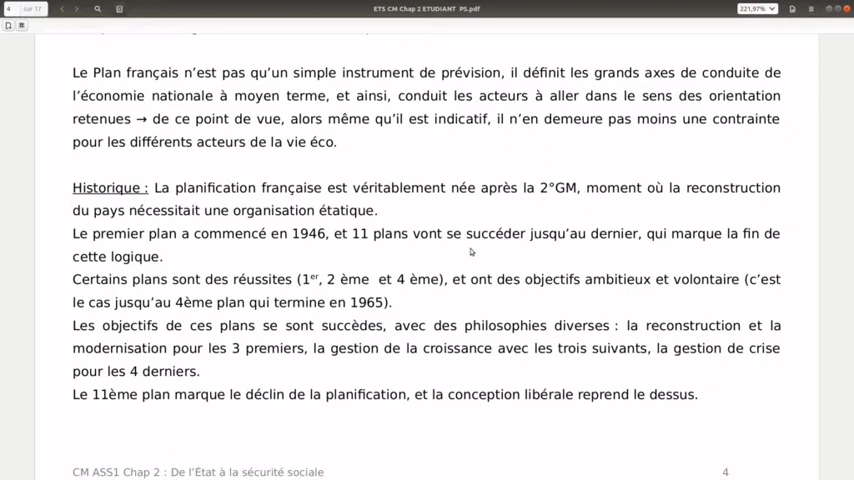 4 sur 17
ETS CM Chap 2 ETUDIANT PS.pdf
221,97%
Le Plan français n’est pas qu’un simple instrument de prévision, il définit les grands axes de conduite de
l’économie nationale à moyen terme, et ainsi, conduit les acteurs à aller dans le sens des orientation
retenues → de ce point de vue, alors même qu’il est indicatif, il n’en demeure pas moins une contrainte
pour les différents acteurs de la vie éco.
Historique : La planification française est véritablement née après la 2°GM, moment où la reconstruction
du pays nécessitait une organisation étatique.
Le premier plan a commencé en 1946, et 11 plans vont se succéder jusqu’au dernier, qui marque la fin de
cette logique.
Certains plans sont des réussites (1er, 2 ème et 4 ème), et ont des objectifs ambitieux et volontaire (c’est
le cas jusqu’au 4ème plan qui termine en 1965).
Les objectifs de ces plans se sont succèdes, avec des philosophies diverses : la reconstruction et la
modernisation pour les 3 premiers, la gestion de la croissance avec les trois suivants, la gestion de crise
pour les 4 derniers.
Le 11ème plan marque le déclin de la planification, et la conception libérale reprend le dessus.
CM ASS1 Chap 2 : De l’État à la sécurité sociale 4